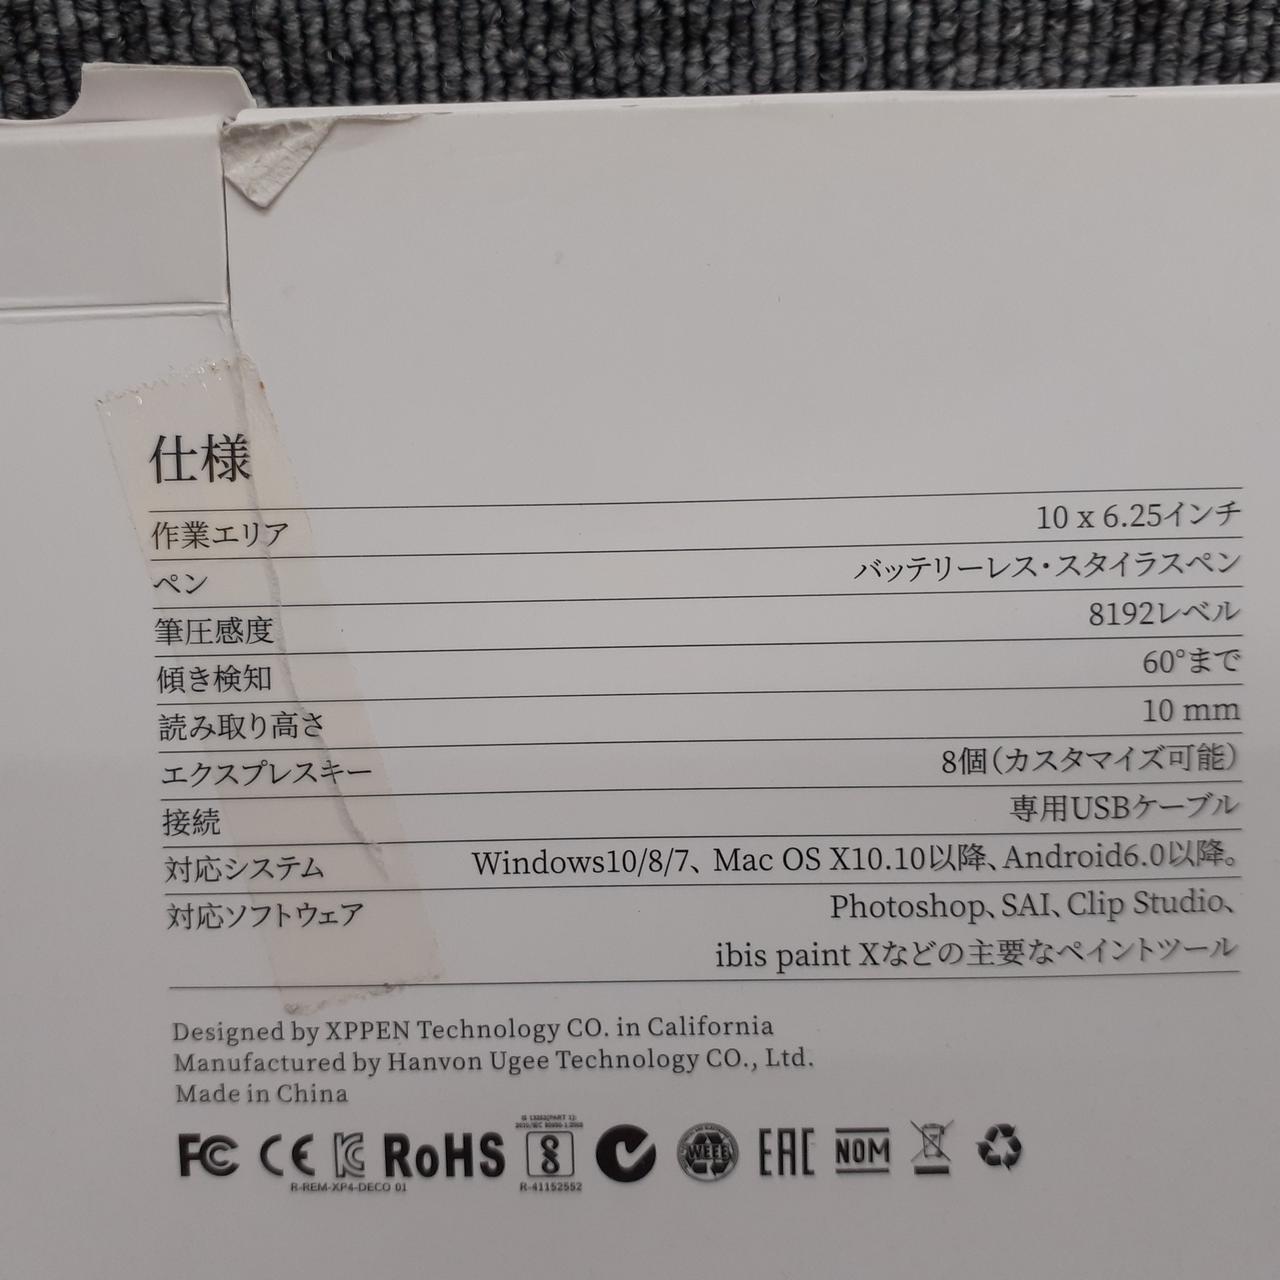 仕様
作業エリア 10 x 6.25インチ
ペン バッテリーレス・スタイラスペン
筆圧感度 8192レベル
傾き検知 60°まで
読み取り高さ 10 mm
エクスプレスキー 8個(カスタマイズ可能)
接続 専用USBケーブル
対応システム Windows10/8/7、Mac OS X10.10以降、Android6.0以降。
対応ソフトウェア Photoshop、SAI、Clip Studio、
ibis paint Xなどの主要なペイントツール
Designed by XPPEN Technology CO. in California
Manufactured by Hanvon Ugee Technology CO., Ltd.
Made in China
FC CE RoHS WEEE EAC NOM
R-REM-XP4-DECO 01 R-41152552